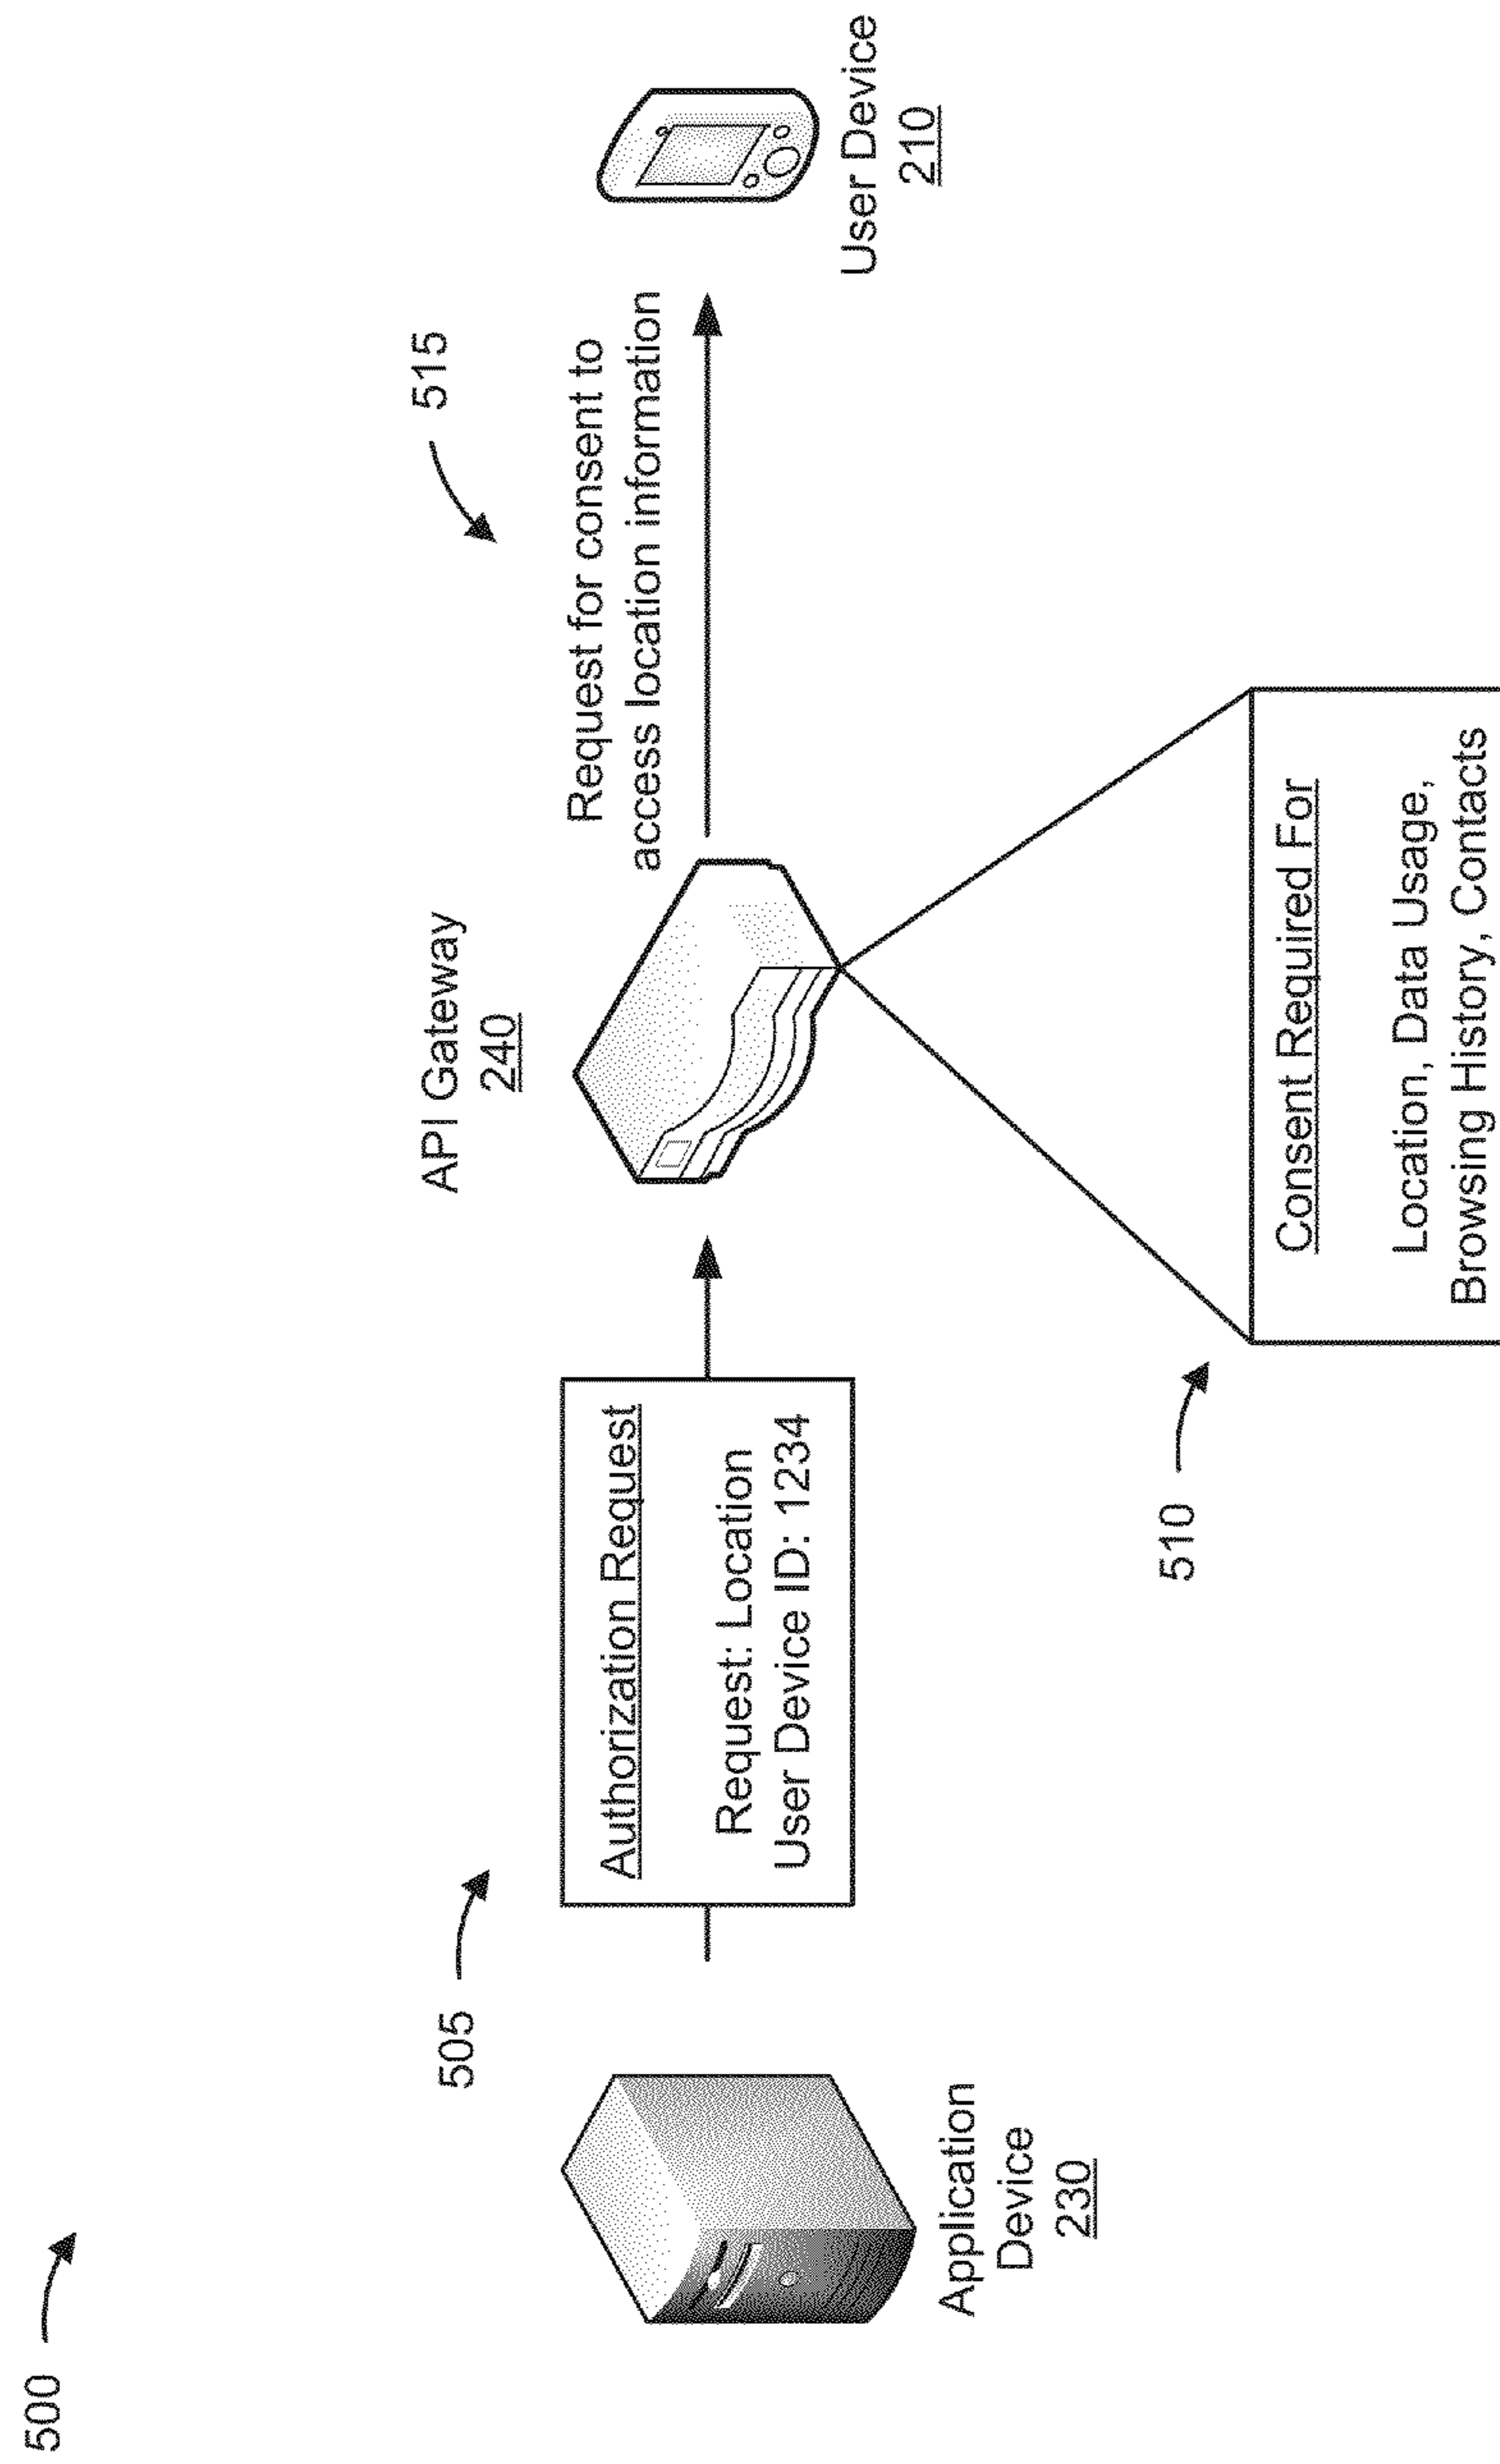 500
505
Authorization Request
Request: Location
User Device ID: 1234
Application
Device
230
API Gateway
240
510
Consent Required For
Location, Data Usage,
Browsing History, Contacts
515
Request for consent to
access location information
User Device
210